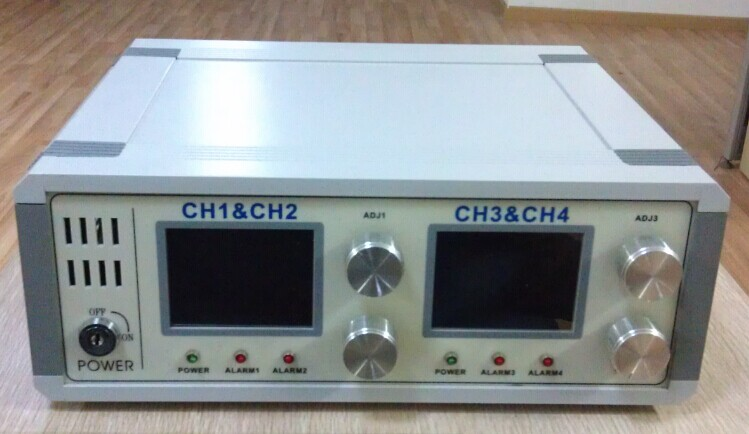 CH1&CH2
ADJ1
CH3&CH4
ADJ3
OFF
ON
POWER
POWER
ALARM1
ALARM2
POWER
ALARM3
ALARM4